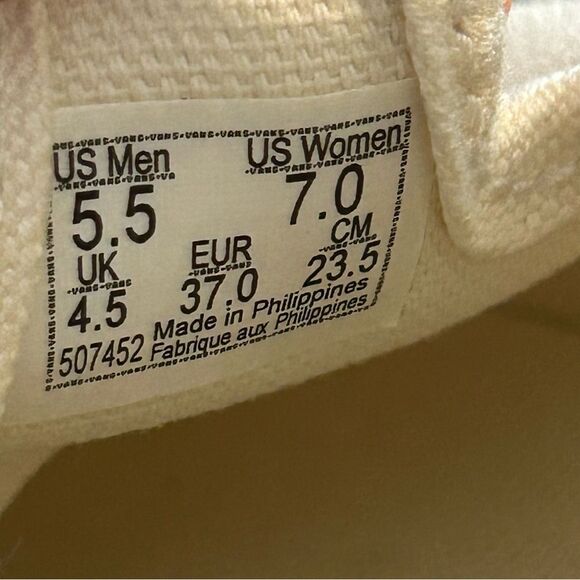 US Men US Women
5.5 7.0
UK EUR CM
4.5 37.0 23.5
507452 Made in Philippines
Fabrique aux Philippines